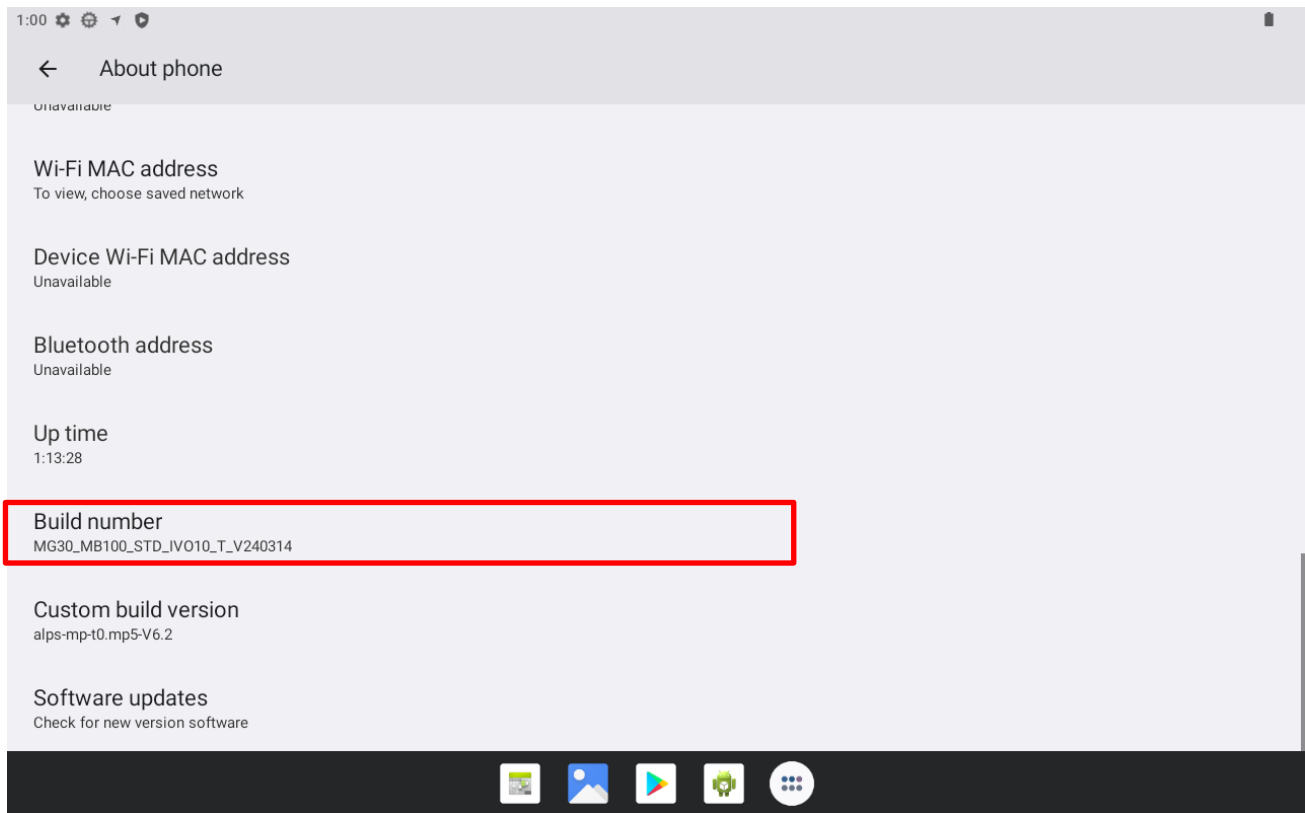 1:00
About phone
Unavailable
Wi-Fi MAC address
To view, choose saved network
Device Wi-Fi MAC address
Unavailable
Bluetooth address
Unavailable
Up time
1:13:28
Build number
MG30_MB100_STD_IVO10_T_V240314
Custom build version
alps-mp-t0.mp5-V6.2
Software updates
Check for new version software